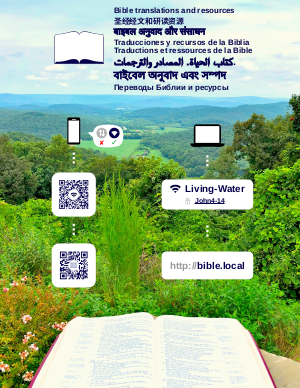 Bible translations and resources
圣经经文和研读资源
बाइबल अनुवाद और संसाधन
Traducciones y recursos de la Biblia
Traductions et ressources de la Bible
كتاب الحياة، المصادر والترجمات.
বাইবেল অনুবাদ এবং সম্পদ
Переводы Библии и ресурсы
Living-Water
John4-14
http://bible.local